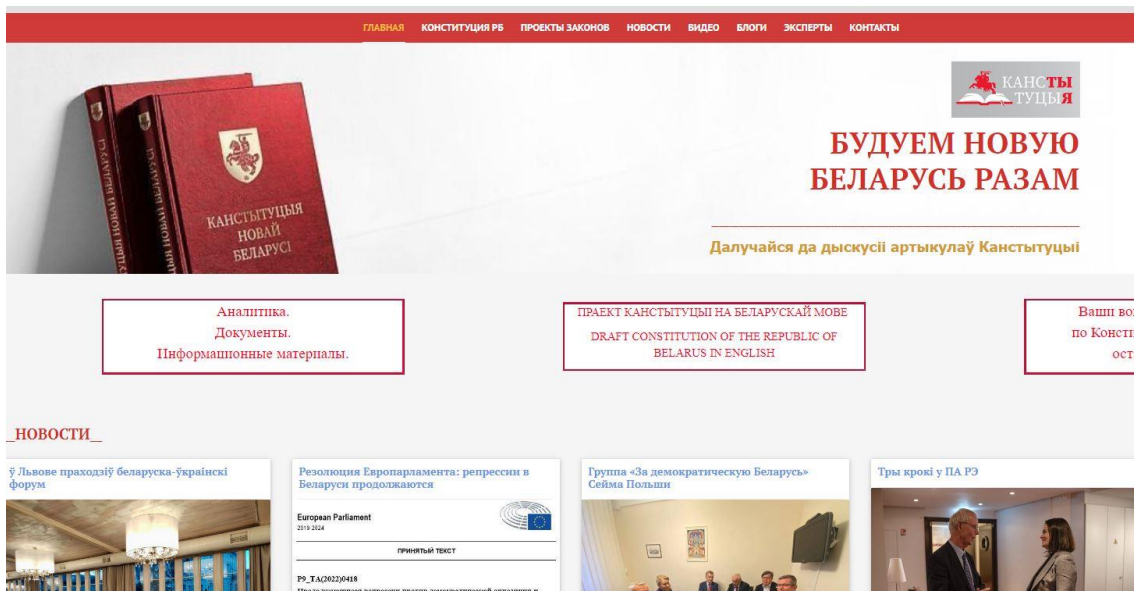 ГЛАВНАЯ КОНСТИТУЦИЯ РБ ПРОЕКТЫ ЗАКОНОВ НОВОСТИ ВИДЕО БЛОГИ ЭКСПЕРТЫ КОНТАКТЫ
КАНСТЫ
ТУЦЫЯ
БУДУЕМ НОВУЮ
БЕЛАРУСЬ РАЗАМ
Далучайся да дыскусіі артыкулаў Канстытуцыі
КАНСТЫТУЦЫЯ
НОВАЙ
БЕЛАРУСІ
Аналитика.
Документы.
Информационные материалы.
ПРАЕКТ КАНСТЫТУЦЫІ НА БЕЛАРУСКАЙ МОВЕ
DRAFT CONSTITUTION OF THE REPUBLIC OF
BELARUS IN ENGLISH
Ваши
по
_НОВОСТИ_
ў Львове праходзіў беларуска-ўкраінскі
форум
Резолюция Европарламента: репрессии в
Беларуси продолжаются
European Parliament
2019 2024
ПРИНЯТЫЙ ТЕКСТ
P9_TA(2022)0418
Группа «За демократическую Беларусь»
Сейма Польши
Тры крокі у ПА РЭ